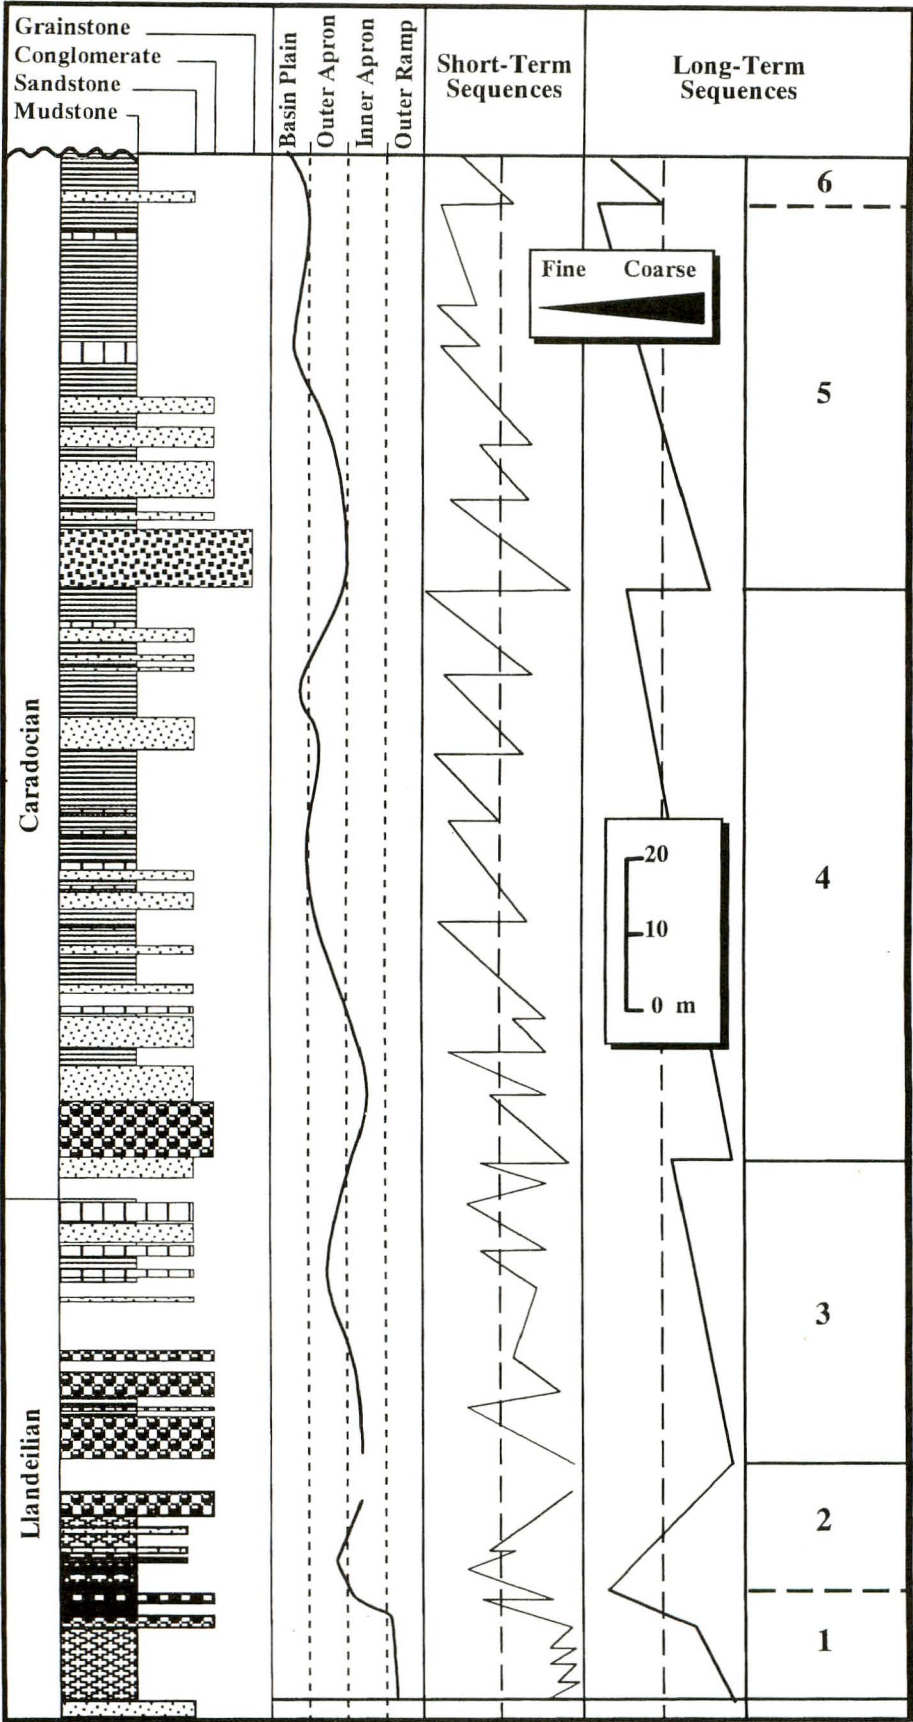 Grainstone
Conglomerate
Sandstone
Mudstone
Basin Plain
Outer Apron
Inner Apron
Outer Ramp
Short-Term
Sequences
Long-Term
Sequences
6
Fine Coarse
5
Caradocian
4
20
10
0 m
3
Llandeilian
2
1